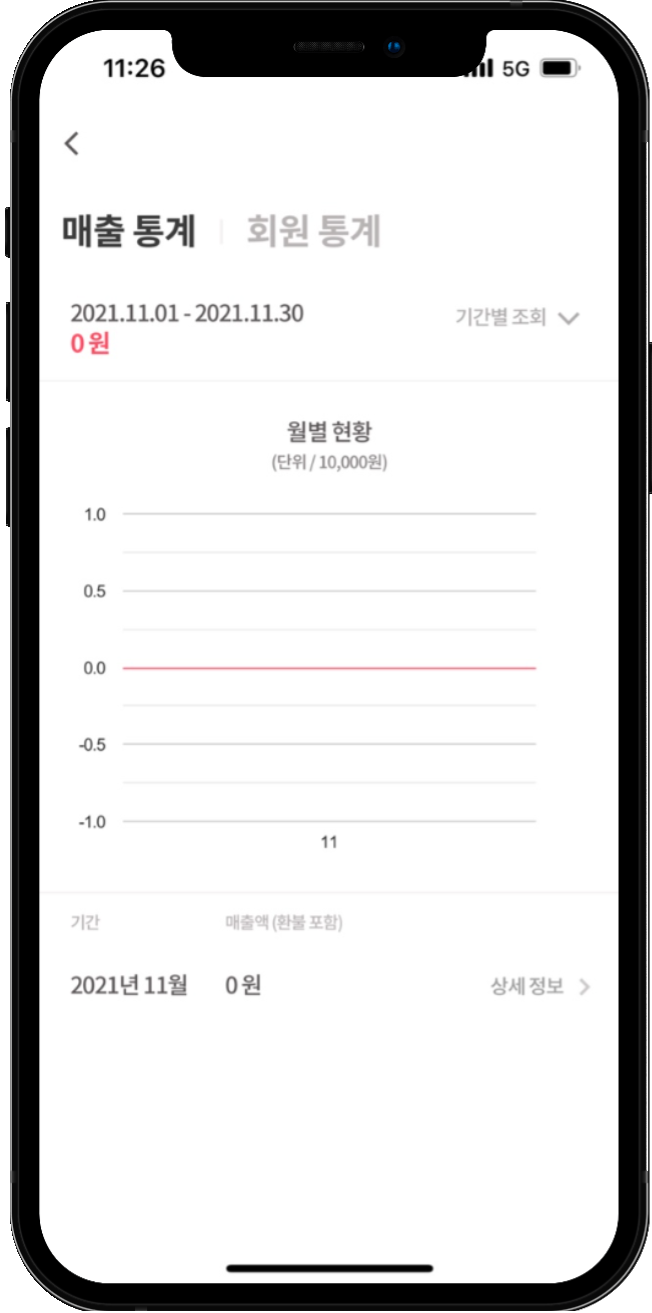 11:26 5G
매출 통계 회원 통계
2021.11.01 - 2021.11.30 기간별 조회
0 원
월별 현황
(단위 / 10,000원)
1.0
0.5
0.0
-0.5
-1.0
11
기간 매출액 (환불 포함)
2021년 11월 0 원 상세 정보